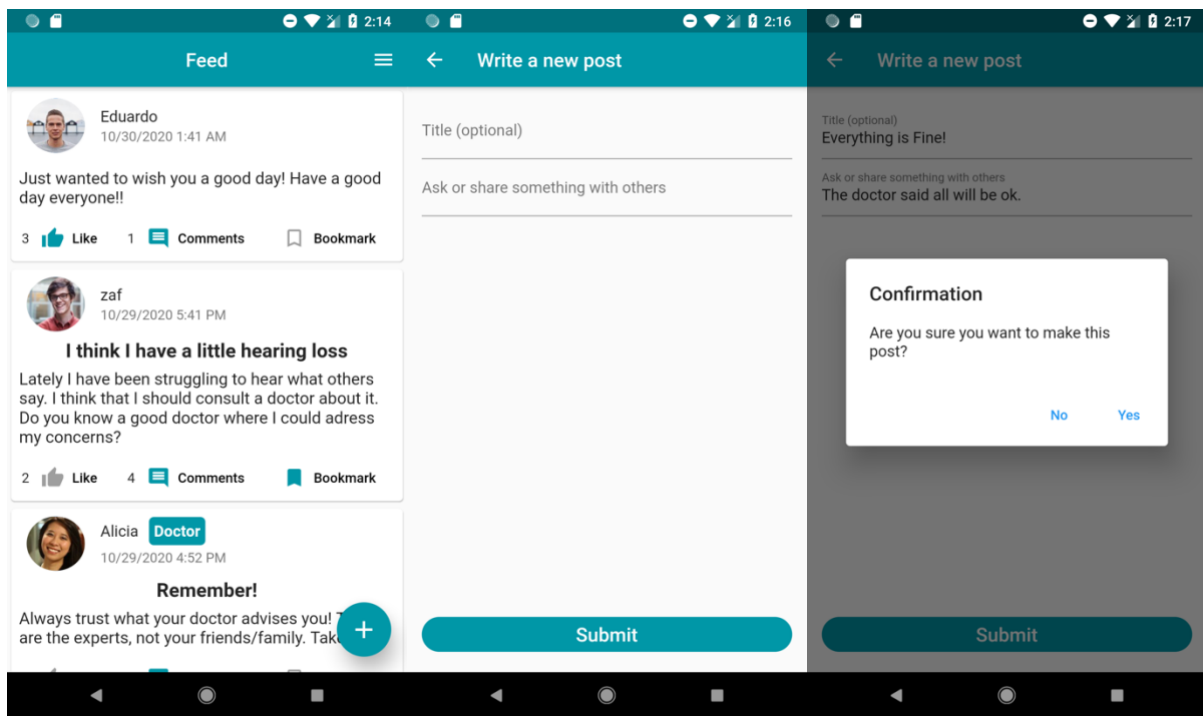 2:14
Feed
Eduardo
10/30/2020 1:41 AM
Just wanted to wish you a good day! Have a good
day everyone!!
3 Like 1 Comments Bookmark
zaf
10/29/2020 5:41 PM
I think I have a little hearing loss
Lately I have been struggling to hear what others
say. I think that I should consult a doctor about it.
Do you know a good doctor where I could adress
my concerns?
2 Like 4 Comments Bookmark
Alicia Doctor
10/29/2020 4:52 PM
Remember!
Always trust what your doctor advises you!
are the experts, not your friends/family.
2:16
Write a new post
Title (optional)
Ask or share something with others
Submit
2:17
Write a new post
Title (optional)
Everything is Fine!
Ask or share something with others
The doctor said all will be ok.
Confirmation
Are you sure you want to make this
post?
No Yes
Submit